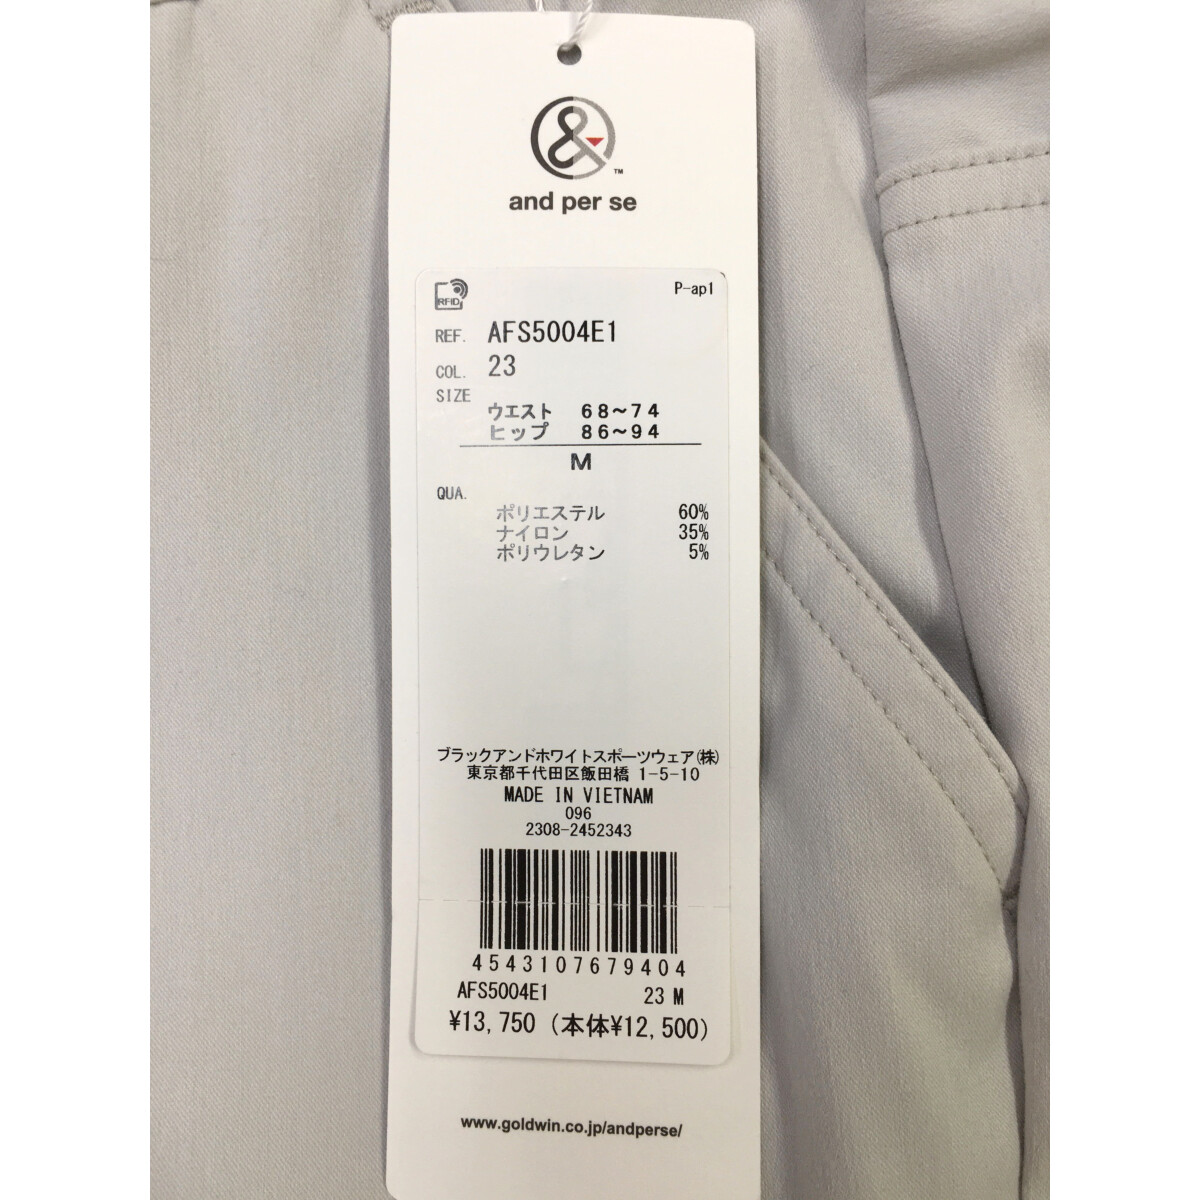 &
™
and per se
RFID
P-ap1
REF. AFS5004E1
COL. 23
SIZE
ウエスト 68~74
ヒップ 86~94
M
QUA.
ポリエステル 60%
ナイロン 35%
ポリウレタン 5%
ブラックアンドホワイトスポーツウェア(株)
東京都千代田区飯田橋 1-5-10
MADE IN VIETNAM
096
2308-2452343
4543107679404
AFS5004E1 23 M
¥13,750 (本体¥12,500)
www.goldwin.co.jp/andperse/